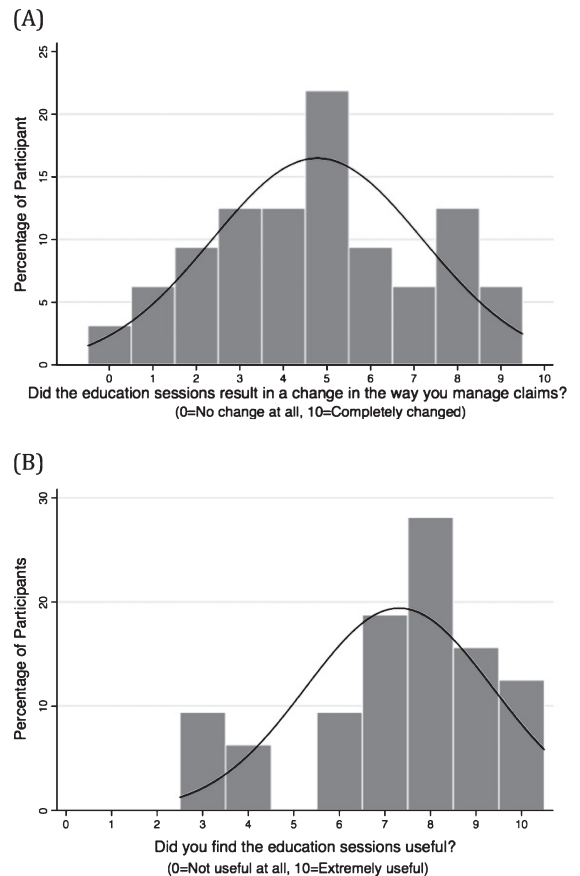 (A)
Percentage of Participant
25
20
15
10
5
0
0 1 2 3 4 5 6 7 8 9 10
Did the education sessions result in a change in the way you manage claims?
(0=No change at all, 10=Completely changed)
(B)
Percentage of Participants
30
20
10
0
0 1 2 3 4 5 6 7 8 9 10
Did you find the education sessions useful?
(0=Not useful at all, 10=Extremely useful)